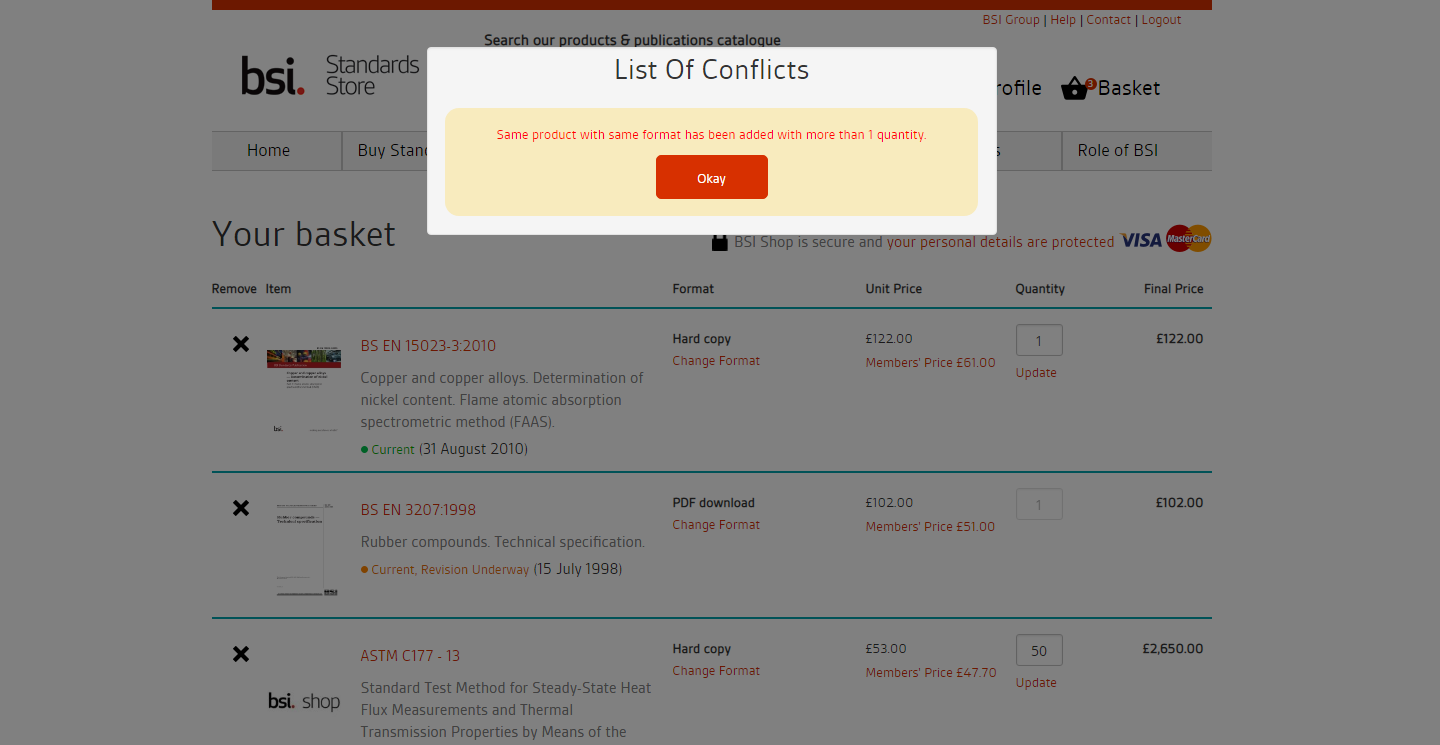 BSI Group | Help | Contact | Logout
Search our products & publications catalogue
bsi.
Standards
Store
List Of Conflicts
rofile
3
Basket
Same product with same format has been added with more than 1 quantity.
Okay
Home
Buy Stan
s
Role of BSI
Your basket
BSI Shop is secure and your personal details are protected
VISA
MasterCard
Remove Item Format Unit Price Quantity Final Price
BS EN 15023-3:2010
Copper and copper alloys. Determination of
nickel content. Flame atomic absorption
spectrometric method (FAAS).
Current (31 August 2010)
Hard copy
Change Format
£122.00
Members' Price £61.00
1
Update
£122.00
bsi.
BS EN 3207:1998
Rubber compounds. Technical specification.
Current, Revision Underway (15 July 1998)
PDF download
Change Format
£102.00
Members' Price £51.00
1
£102.00
bsi. shop
ASTM C177 - 13
Standard Test Method for Steady-State Heat
Flux Measurements and Thermal
Transmission Properties by Means of the
Hard copy
Change Format
£53.00
Members' Price £47.70
50
Update
£2,650.00